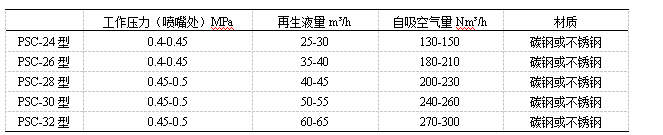 工作压力（喷嘴处）MPa 再生液量 m³/h 自吸空气量 Nm³/h 材质
PSC-24 型 0.4-0.45 25-30 130-150 碳钢或不锈钢
PSC-26 型 0.4-0.45 35-40 180-210 碳钢或不锈钢
PSC-28 型 0.45-0.5 40-45 200-230 碳钢或不锈钢
PSC-30 型 0.45-0.5 50-55 240-260 碳钢或不锈钢
PSC-32 型 0.45-0.5 60-65 270-300 碳钢或不锈钢